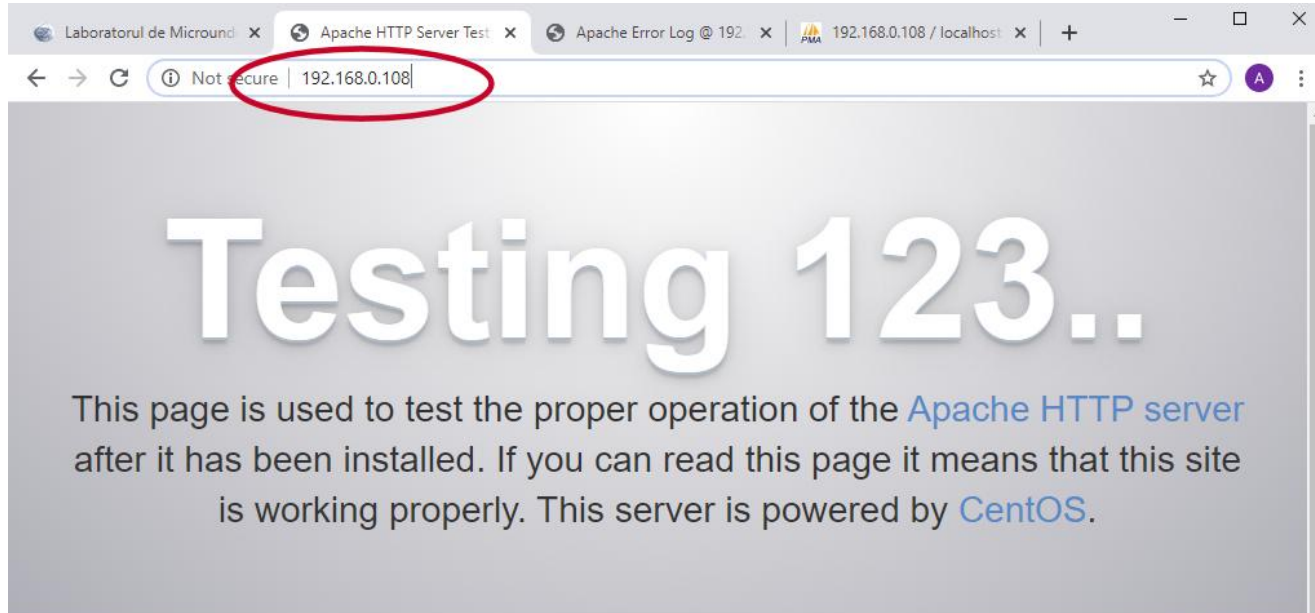 Laboratorul de Micround
Apache HTTP Server Test
Apache Error Log @ 192.
PMA 192.168.0.108 / localhost
Not secure | 192.168.0.108
A
Testing 123..
This page is used to test the proper operation of the Apache HTTP server
after it has been installed. If you can read this page it means that this site
is working properly. This server is powered by CentOS.